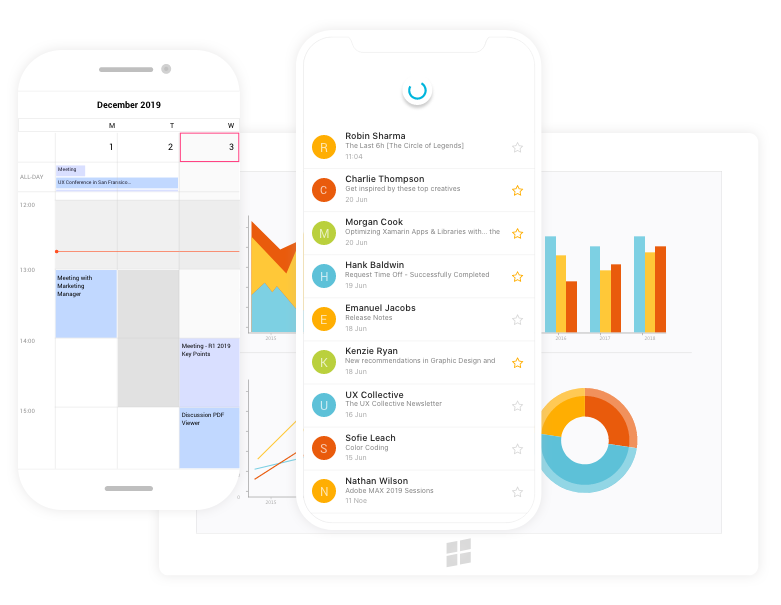 December 2019
M T W
1 2 3
ALL-DAY
Meeting
UX Conference in San Fransico...
12:00
13:00
Meeting with
Marketing
Manager
14:00
Meeting - R1 2019
Key Points
15:00
Discussion PDF
Viewer
R
Robin Sharma
The Last 6h [The Circle of Legends]
11:04
C
Charlie Thompson
Get inspired by these top creatives
20 Jun
M
Morgan Cook
Optimizing Xamarin Apps & Libraries with... the
20 Jun
H
Hank Baldwin
Request Time Off - Successfully Completed
19 Jun
E
Emanuel Jacobs
Release Notes
18 Jun
K
Kenzie Ryan
New recommendations in Graphic Design and
18 Jun
U
UX Collective
The UX Collective Newsletter
16 Jun
S
Sofie Leach
Color Coding
15 Jun
N
Nathan Wilson
Adobe MAX 2019 Sessions
11 Noe
2016 2017 2018
0